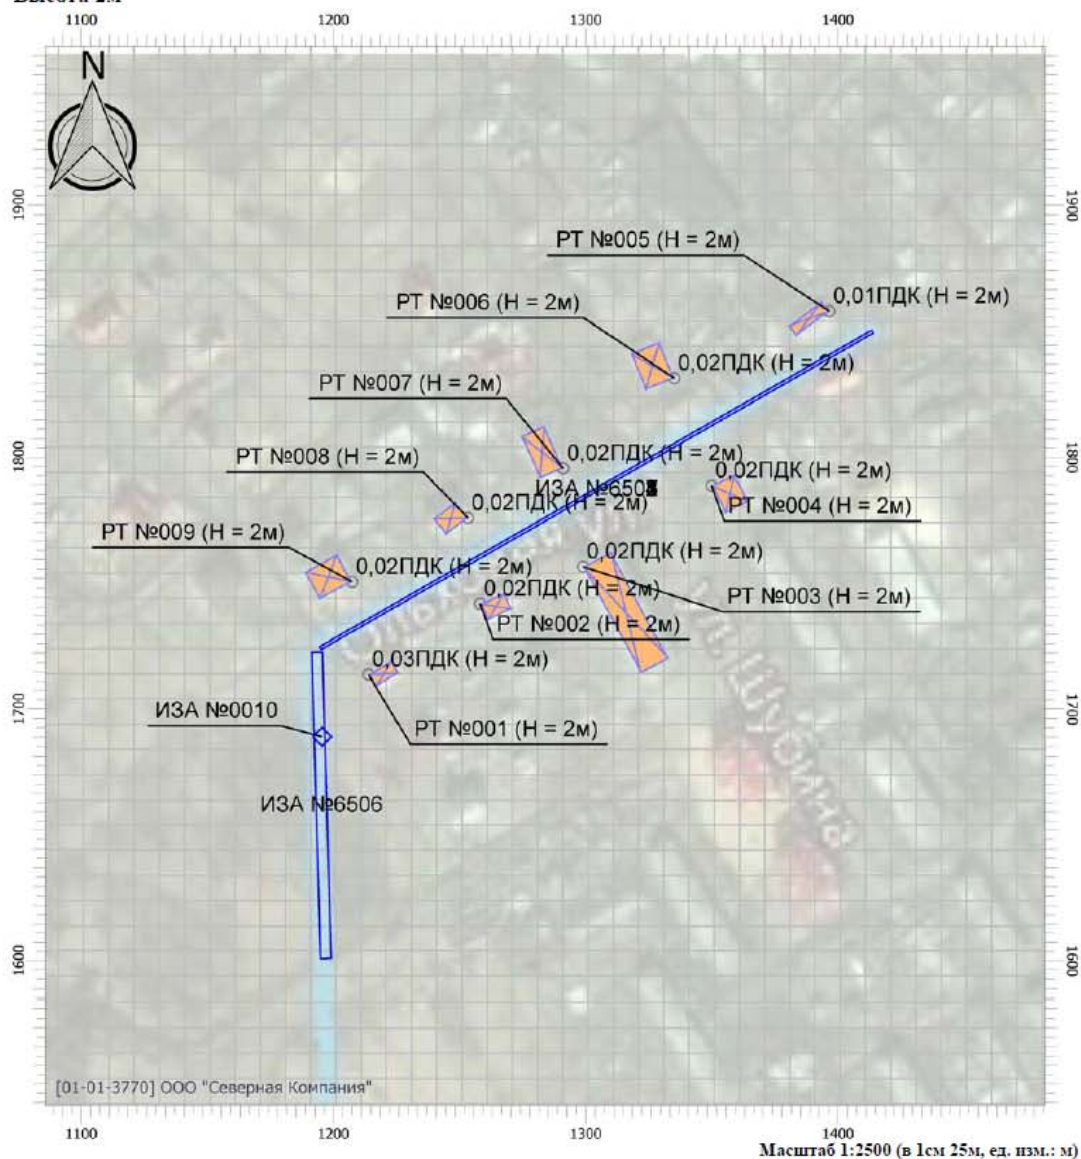 1100 1200 1300 1400
N
1900 1900
РТ №005 (Н = 2м)
0,01ПДК (Н = 2м)
РТ №006 (Н = 2м)
0,02ПДК (Н = 2м)
РТ №007 (Н = 2м)
0,02ПДК (Н = 2м)
1800 1800
РТ №008 (Н = 2м)
0,02ПДК (Н = 2м)
ИЗА
0,02ПДК (Н = 2м)
РТ №004 (Н = 2м)
РТ №009 (Н = 2м)
0,02ПДК (Н = 2м)
0,02ПДК (Н = 2м)
РТ №003 (Н = 2м)
0,02ПДК (Н = 2м)
РТ №002 (Н = 2м)
0,03ПДК (Н = 2м)
РТ №001 (Н = 2м)
ул. Шубина
1700 1700
ИЗА №0010
ИЗА №6506
1600 1600
[01-01-3770] ООО "Северная Компания"
1100 1200 1300 1400
Масштаб 1:2500 (в 1см 25м, ед. изм.: м)